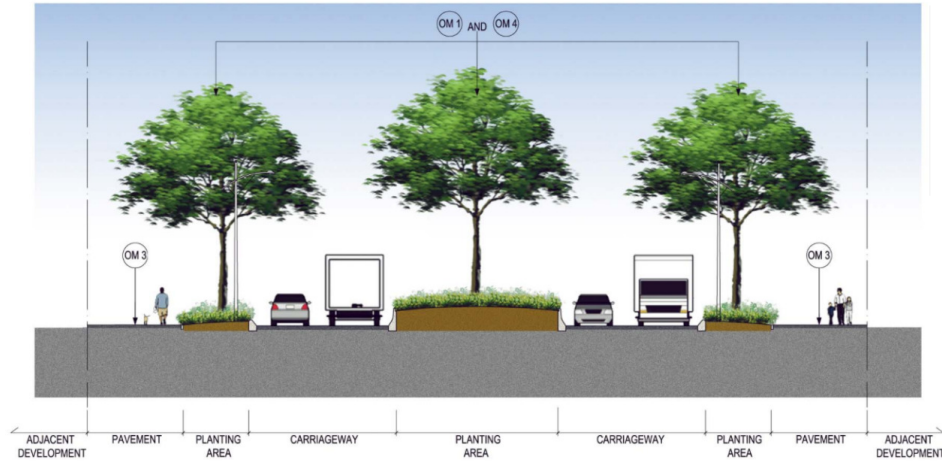 OM 1 AND OM 4
OM 3
OM 3
ADJACENT
DEVELOPMENT
PAVEMENT
PLANTING
AREA
CARRIAGEWAY
PLANTING
AREA
CARRIAGEWAY
PLANTING
AREA
PAVEMENT
ADJACENT
DEVELOPMENT